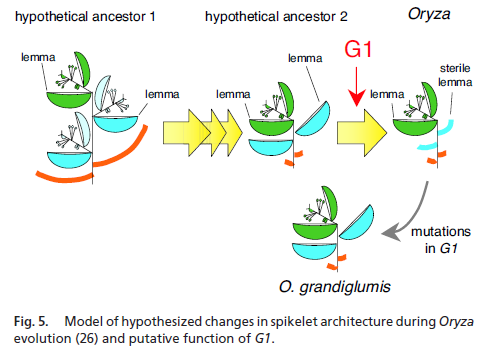 hypothetical ancestor 1
hypothetical ancestor 2
Oryza
G1
lemma
lemma
lemma
lemma
lemma
sterile
lemma
mutations
in G1
O. grandiglumis
Fig. 5. Model of hypothesized changes in spikelet architecture during Oryza
evolution (26) and putative function of G1.